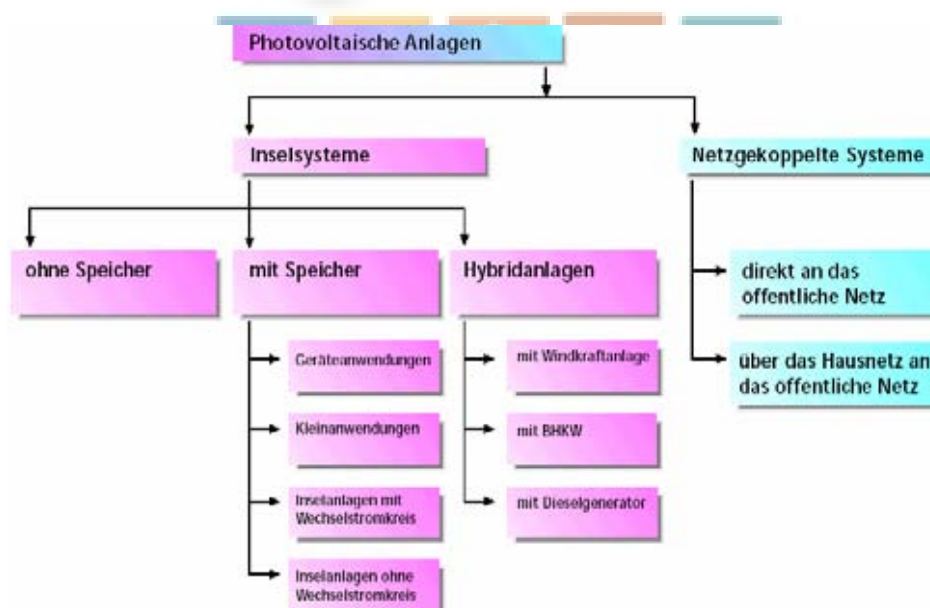 Photovoltaische Anlagen
Inselsysteme
Netzgekoppelte Systeme
ohne Speicher
mit Speicher
Hybridanlagen
direkt an das
öffentliche Netz
Geräteanwendungen
mit Windkraftanlage
über das Hausnetz an
das öffentliche Netz
Kleinanwendungen
mit BHKW
Inselanlagen mit
Wechselstromkreis
mit Dieselgenerator
Inselanlagen ohne
Wechselstromkreis